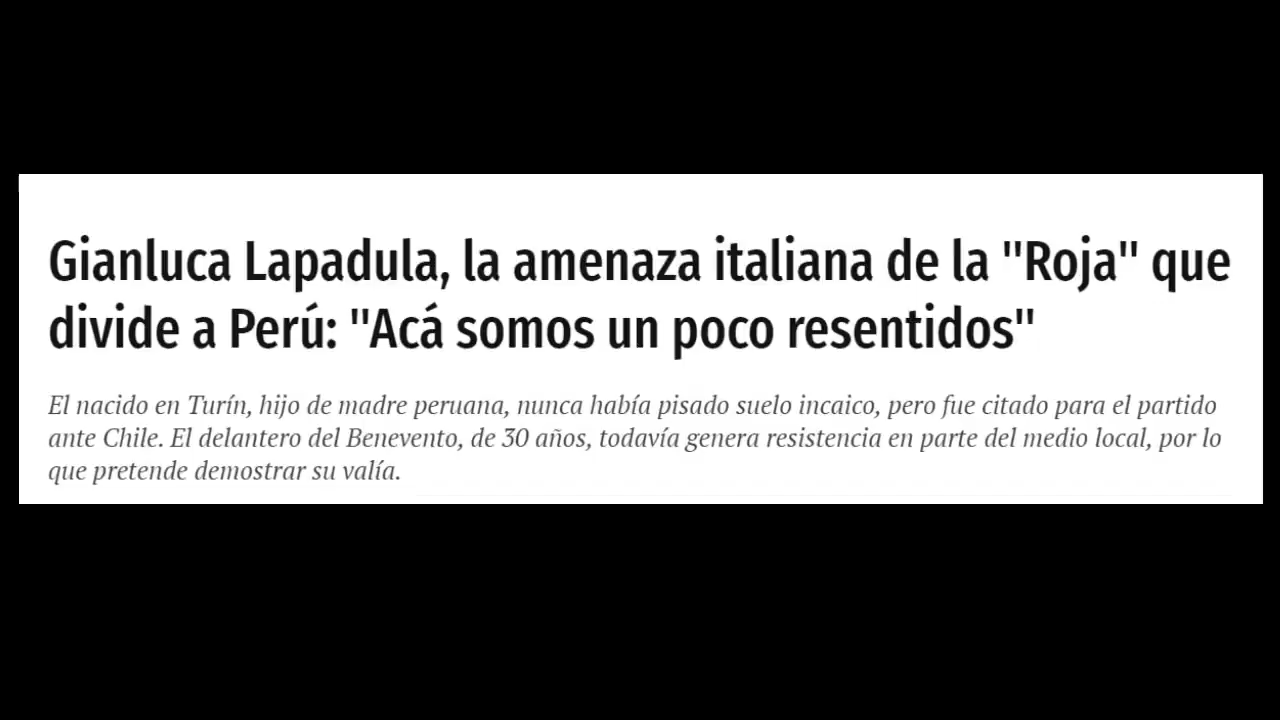 Gianluca Lapadula, la amenaza italiana de la "Roja" que
divide a Perú: "Acá somos un poco resentidos"
El nacido en Turín, hijo de madre peruana, nunca había pisado suelo incaico, pero fue citado para el partido
ante Chile. El delantero del Benevento, de 30 años, todavía genera resistencia en parte del medio local, por lo
que pretende demostrar su valía.